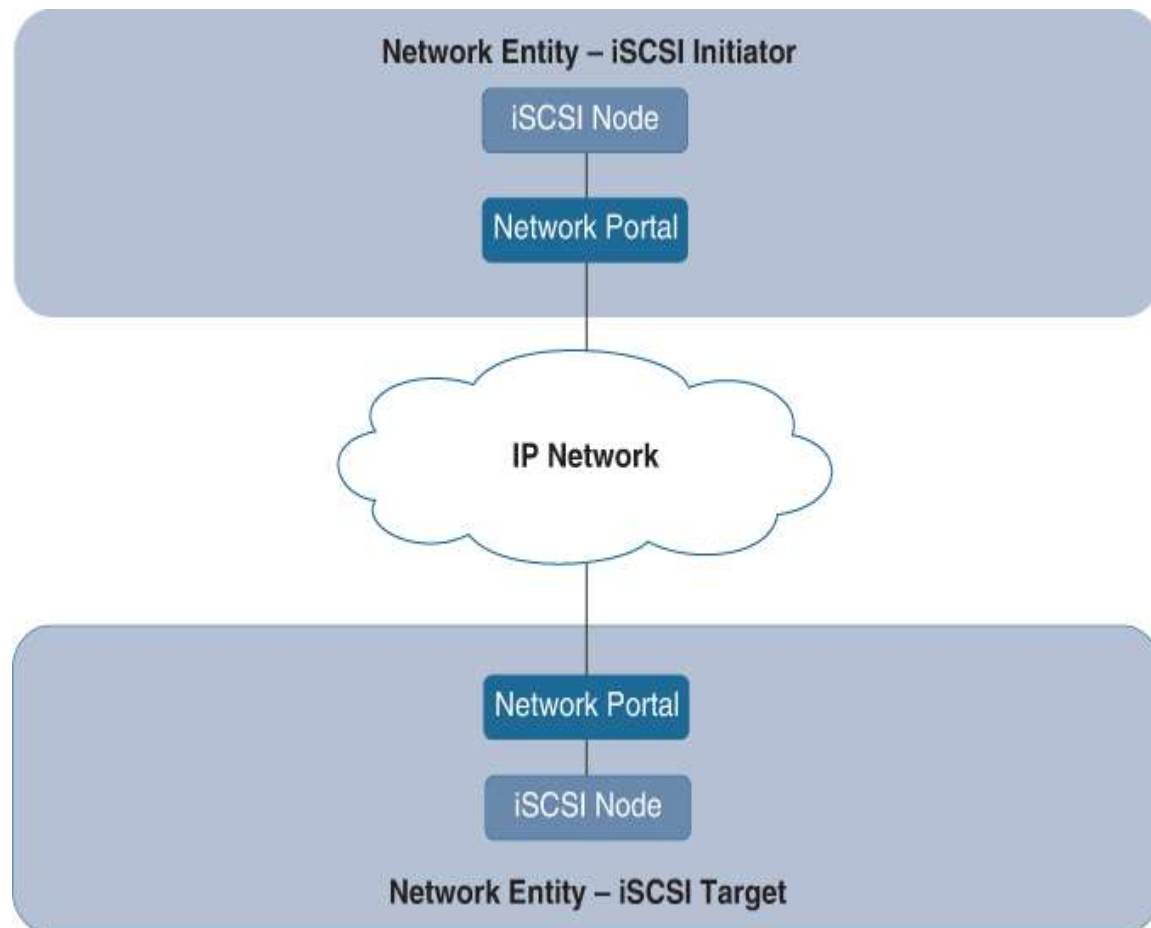 Network Entity – iSCSI Initiator
iSCSI Node
Network Portal
IP Network
Network Portal
iSCSI Node
Network Entity – iSCSI Target